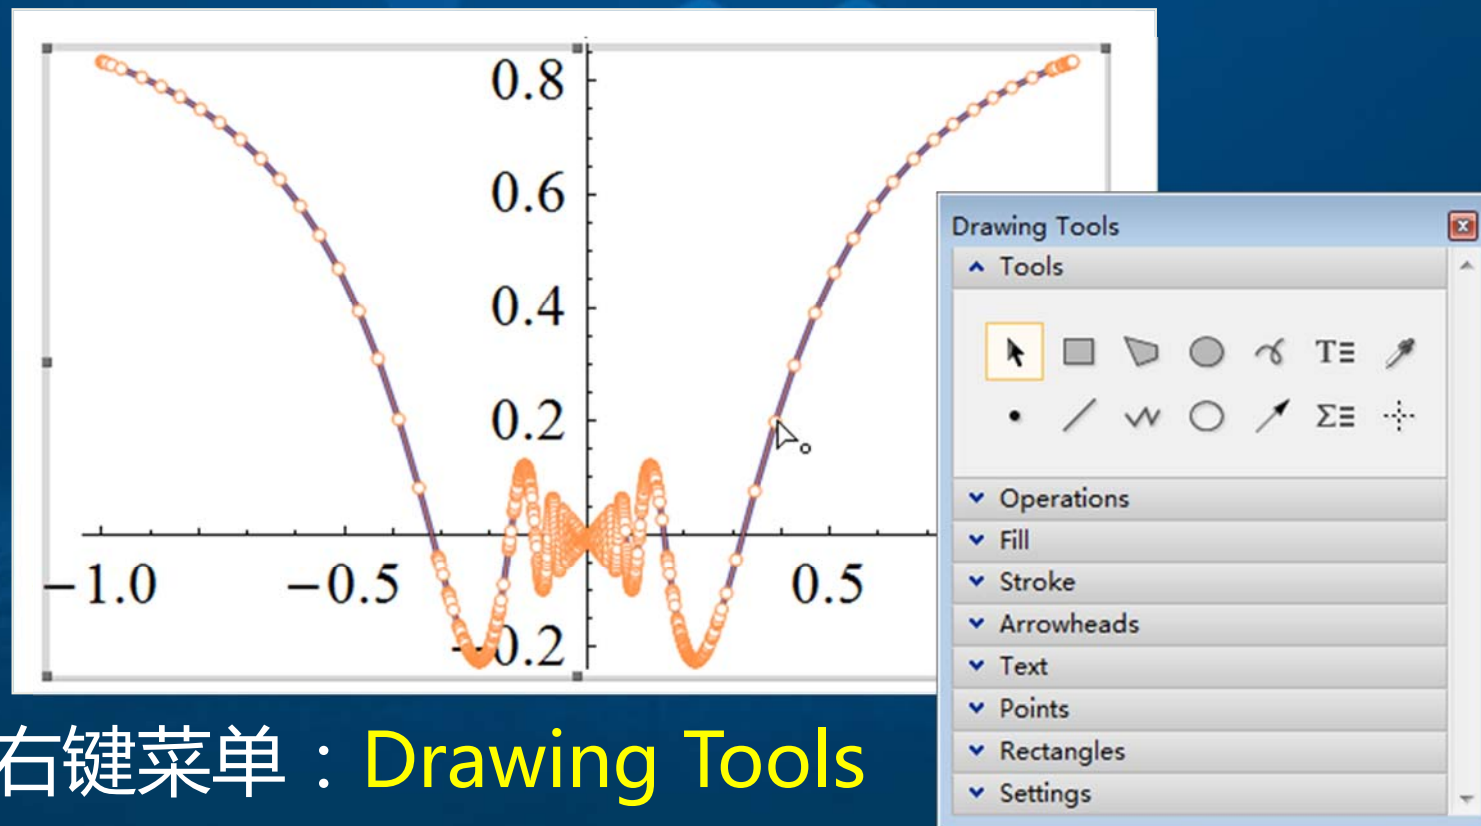 0.8
0.6
0.4
0.2
−1.0
−0.5
0.5
−0.2
Drawing Tools
Tools
T
Σ
Operations
Fill
Stroke
Arrowheads
Text
Points
Rectangles
Settings
右键菜单：Drawing Tools